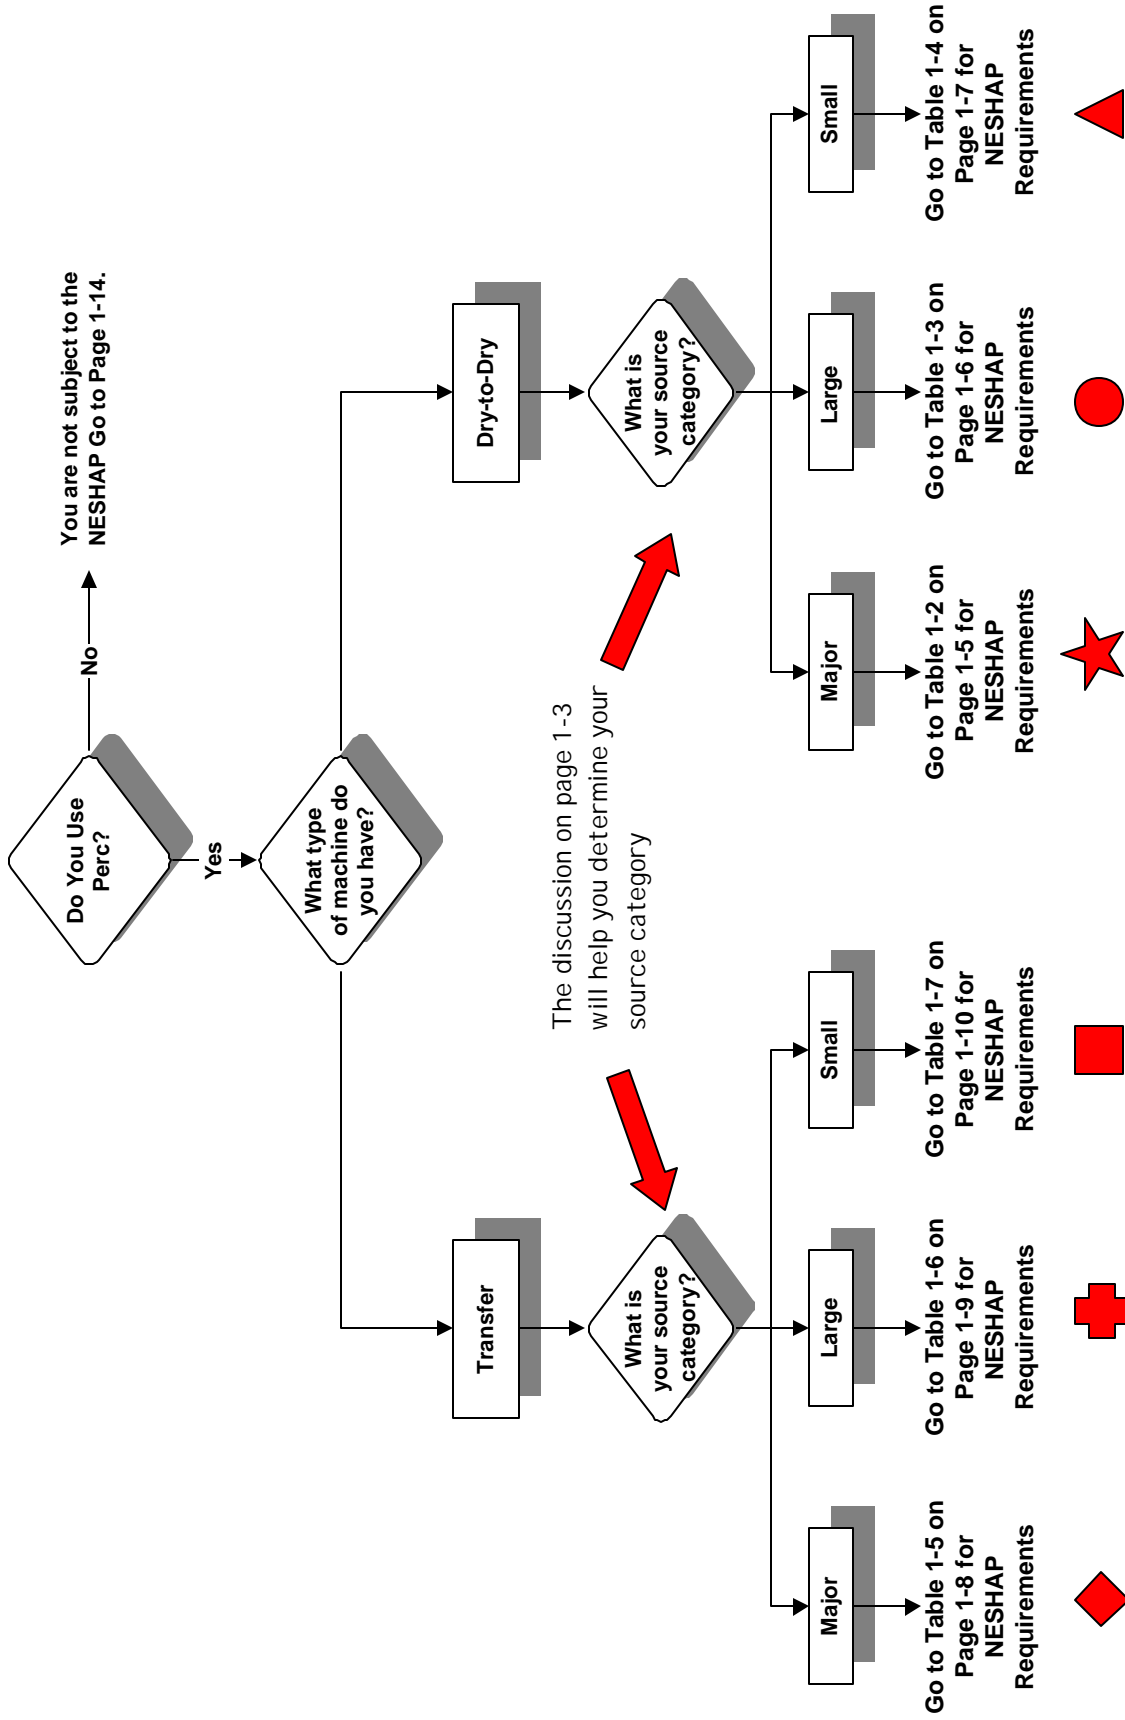 Do You Use
Perc?
No
You are not subject to the
NESHAP Go to Page 1-14.
Yes
What type
of machine do
you have?
Transfer
Dry-to-Dry
What is
your source
category?
The discussion on page 1-3
will help you determine your
source category
What is
your source
category?
Major
Large
Small
Major
Large
Small
Go to Table 1-5 on
Page 1-8 for
NESHAP
Requirements
Go to Table 1-6 on
Page 1-9 for
NESHAP
Requirements
Go to Table 1-7 on
Page 1-10 for
NESHAP
Requirements
Go to Table 1-2 on
Page 1-5 for
NESHAP
Requirements
Go to Table 1-3 on
Page 1-6 for
NESHAP
Requirements
Go to Table 1-4 on
Page 1-7 for
NESHAP
Requirements